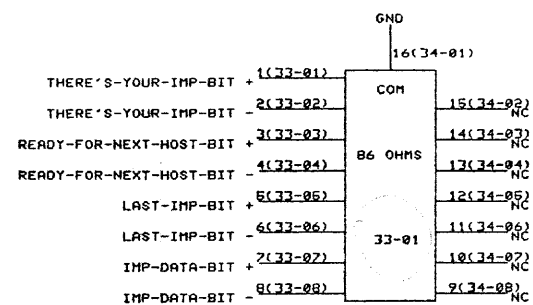 GND
16(34-01)
THERE'S-YOUR-IMP-BIT + 1(33-01) COM
THERE'S-YOUR-IMP-BIT - 2(33-02) 15(34-02) NC
READY-FOR-NEXT-HOST-BIT + 3(33-03) 14(34-03) NC
READY-FOR-NEXT-HOST-BIT - 4(33-04) 86 OHMS 13(34-04) NC
LAST-IMP-BIT + 5(33-05) 12(34-05) NC
LAST-IMP-BIT - 6(33-06) 33-01 11(34-06) NC
IMP-DATA-BIT + 7(33-07) 10(34-07) NC
IMP-DATA-BIT - 8(33-08) 9(34-08) NC